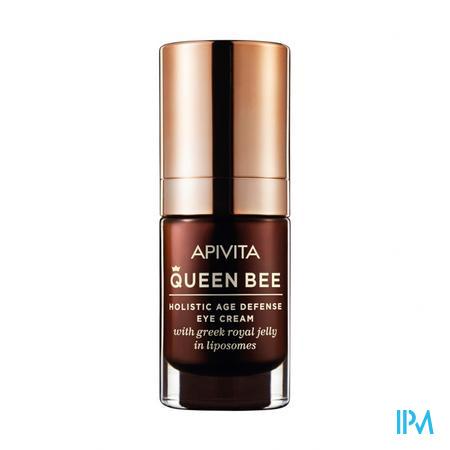 APIVITA
QUEEN BEE
HOLISTIC AGE DEFENSE
EYE CREAM
with greek royal jelly
in liposomes
IPM